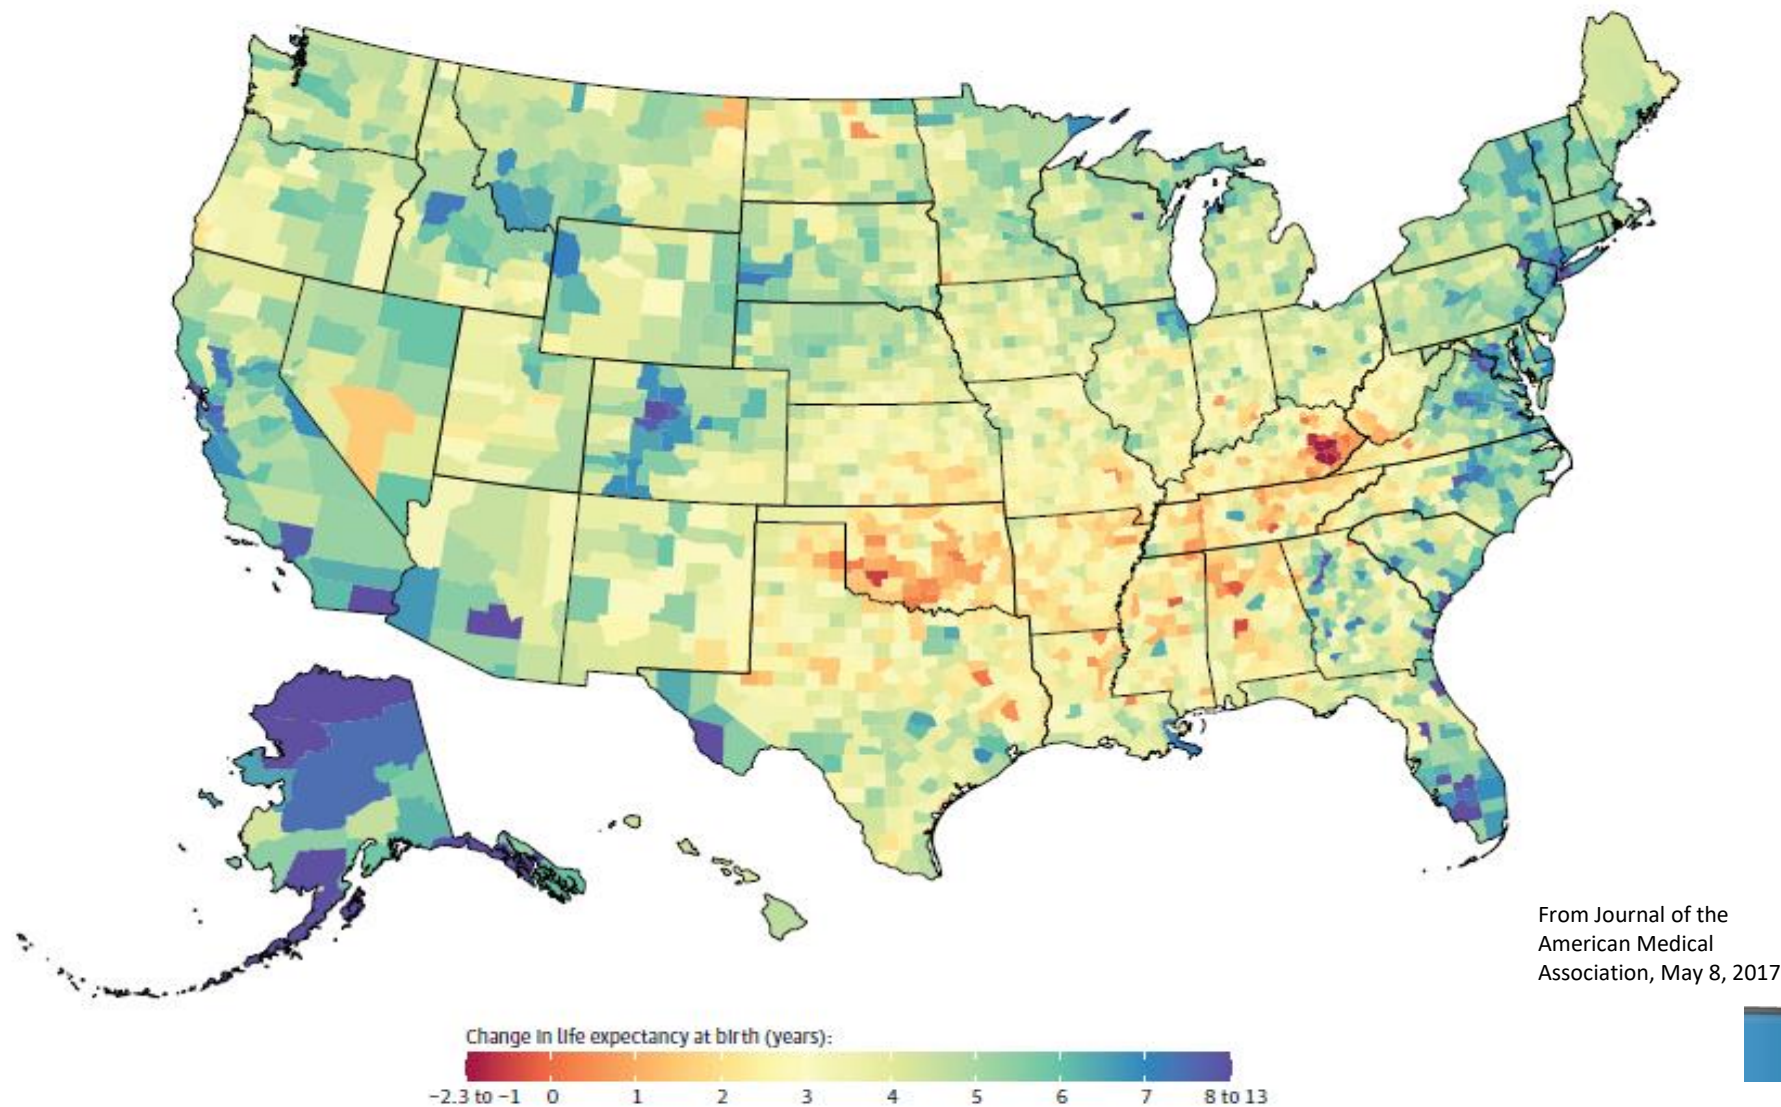 From Journal of the
American Medical
Association, May 8, 2017
Change in life expectancy at birth (years):
−2.3 to −1 0 1 2 3 4 5 6 7 8 to 13